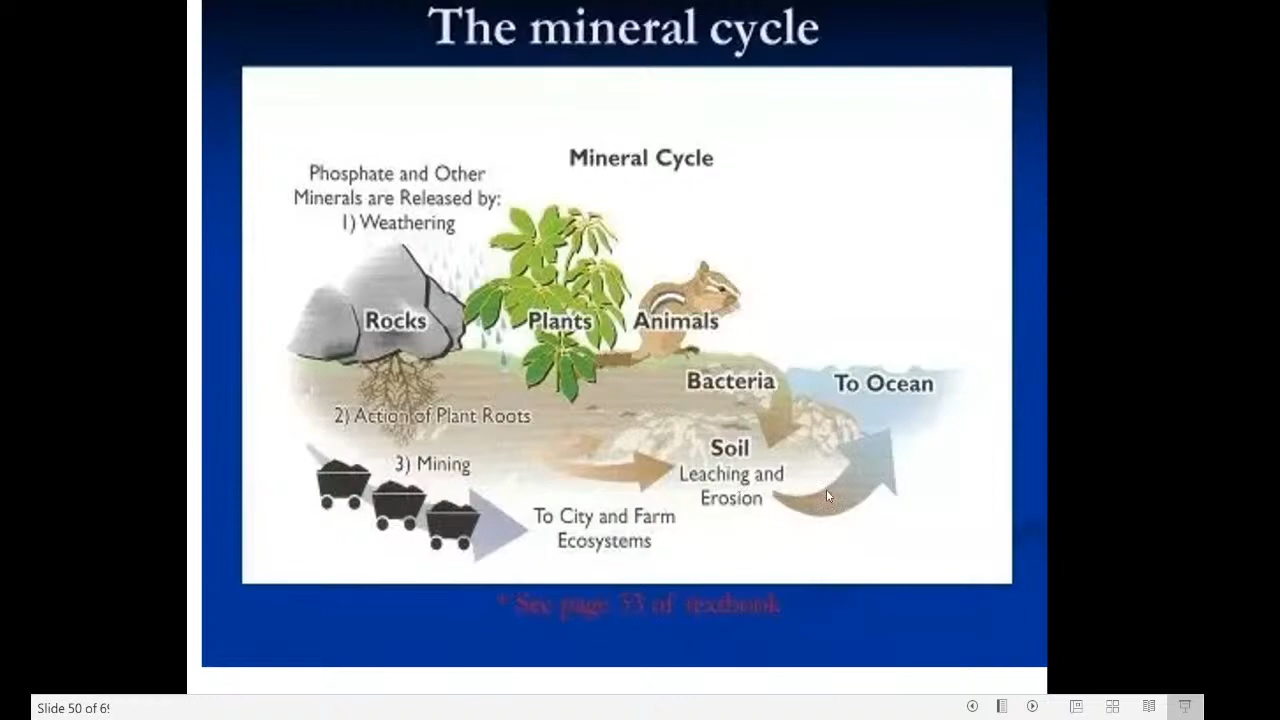 The mineral cycle
Mineral Cycle
Phosphate and Other
Minerals are Released by:
1) Weathering
Rocks
Plants
Animals
Bacteria
To Ocean
2) Action of Plant Roots
Soil
Leaching and
Erosion
3) Mining
To City and Farm
Ecosystems
* See page 53 of textbook
Slide 50 of 69